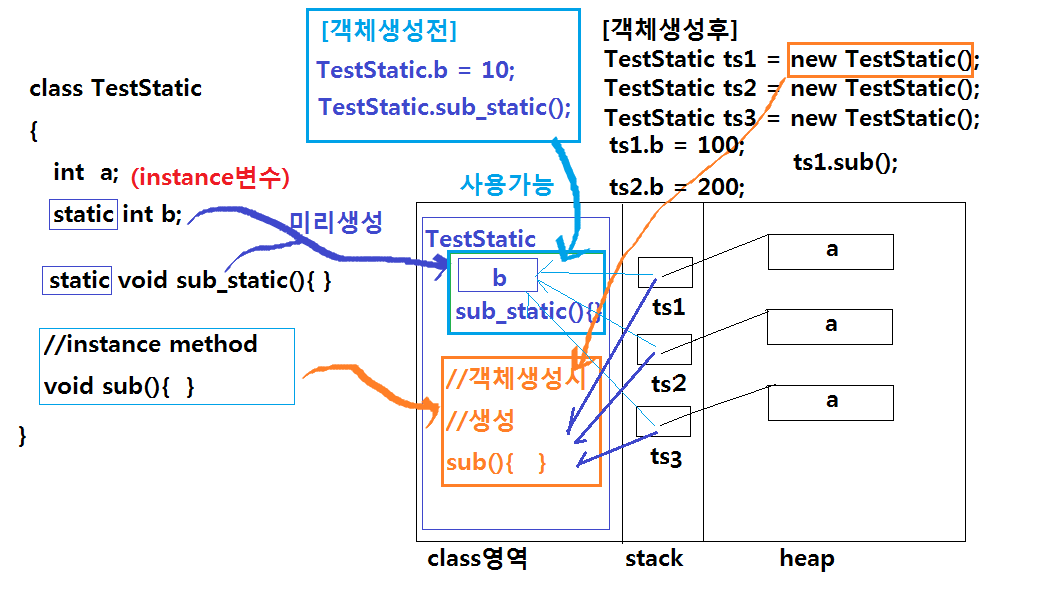 class TestStatic
{
int a; (instance변수)
static int b;
static void sub_static(){ }
//instance method
void sub(){ }
}
[객체생성전]
TestStatic.b = 10;
TestStatic.sub_static();
[객체생성후]
TestStatic ts1 = new TestStatic();
TestStatic ts2 = new TestStatic();
TestStatic ts3 = new TestStatic();
ts1.b = 100;
ts1.sub();
ts2.b = 200;
사용가능
미리생성
TestStatic
b
sub_static(){}
//객체생성시
//생성
sub(){ }
ts1
ts2
ts3
a
a
a
class영역
stack
heap